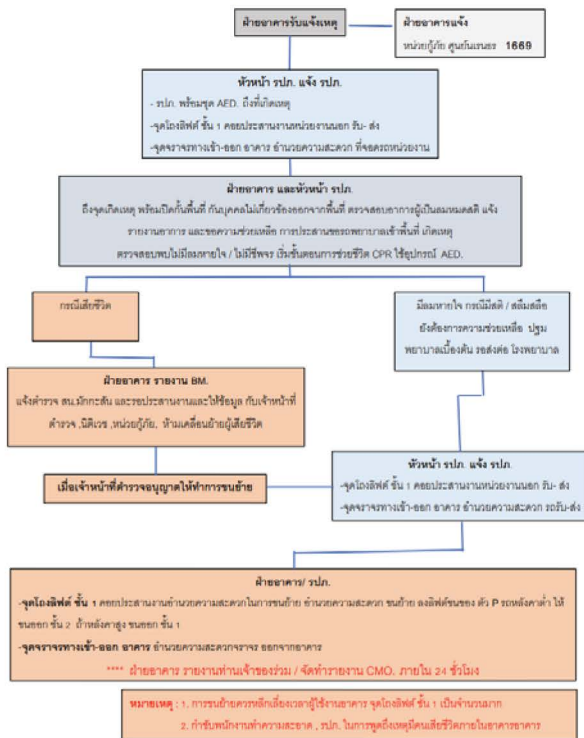 ฝ่ายอาคารรับแจ้งเหตุ
ฝ่ายอาคารแจ้ง
หน่วยกู้ภัย ศูนย์นเรนธร 1669
หัวหน้า รปภ. แจ้ง รปภ.
- รปภ. พร้อมชุด AED. ถึงที่เกิดเหตุ
-จุดโถงลิฟต์ ชั้น 1 คอยประสานงานหน่วยงานนอก รับ- ส่ง
-จุดจราจรทางเข้า-ออก อาคาร อำนวยความสะดวก ที่จอดรถหน่วยงาน
ฝ่ายอาคาร และหัวหน้า รปภ.
ถึงจุดเกิดเหตุ พร้อมปิดกั้นพื้นที่ กันบุคคลไม่เกี่ยวข้องออกจากพื้นที่ ตรวจสอบอาการผู้เป็นลมหมดสติ แจ้ง
รายงานอาการ และขอความช่วยเหลือ การประสานขอรถพยาบาลเข้าพื้นที่ เกิดเหตุ
ตรวจสอบพบไม่มีลมหายใจ / ไม่มีชีพจร เริ่มขั้นตอนการช่วยชีวิต CPR ใช้อุปกรณ์ AED.
กรณีเสียชีวิต
มีลมหายใจ กรณีมีสติ / สลึมสลือ
ยังต้องการความช่วยเหลือ ปฐม
พยาบาลเบื้องต้น รอส่งต่อ โรงพยาบาล
ฝ่ายอาคาร รายงาน BM.
แจ้งตำรวจ สน.มักกะสัน และรอประสานงานและให้ข้อมูล กับเจ้าหน้าที่
ตำรวจ ,นิติเวช ,หน่วยกู้ภัย, ห้ามเคลื่อนย้ายผู้เสียชีวิต
เมื่อเจ้าหน้าที่ตำรวจอนุญาตให้ทำการขนย้าย
หัวหน้า รปภ. แจ้ง รปภ.
-จุดโถงลิฟต์ ชั้น 1 คอยประสานงานหน่วยงานนอก รับ- ส่ง
-จุดจราจรทางเข้า-ออก อาคาร อำนวยความสะดวก รถรับ-ส่ง
ฝ่ายอาคาร/ รปภ.
-จุดโถงลิฟต์ ชั้น 1 คอยประสานงานอำนวยความสะดวกในการขนย้าย อำนวยความสะดวก ขนย้าย ลงลิฟต์ขนของ ตัว P รถหลังคาต่ำ ให้
ขนออก ชั้น 2 ถ้าหลังคาสูง ขนออก ชั้น 1
-จุดจราจรทางเข้า-ออก อาคาร อำนวยความสะดวกจราจร ออกจากอาคาร
**** ฝ่ายอาคาร รายงานท่านเจ้าของร่วม / จัดทำรายงาน CMO. ภายใน 24 ชั่วโมง
หมายเหตุ : 1. การขนย้ายควรหลีกเลี่ยงเวลาผู้ใช้งานอาคาร จุดโถงลิฟต์ ชั้น 1 เป็นจำนวนมาก
2. กำชับพนักงานทำความสะอาด , รปภ. ในการพูดถึงเหตุมีคนเสียชีวิตภายในอาคารอาคาร